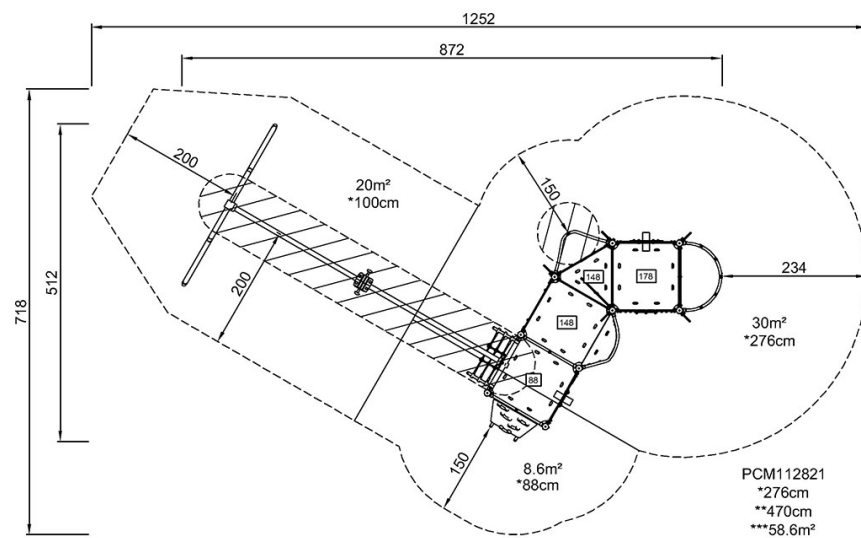 1252
872
718
512
200
20m²
*100cm
150
200
148
178
234
148
30m²
*276cm
88
150
8.6m²
*88cm
PCM112821
*276cm
**470cm
***58.6m²